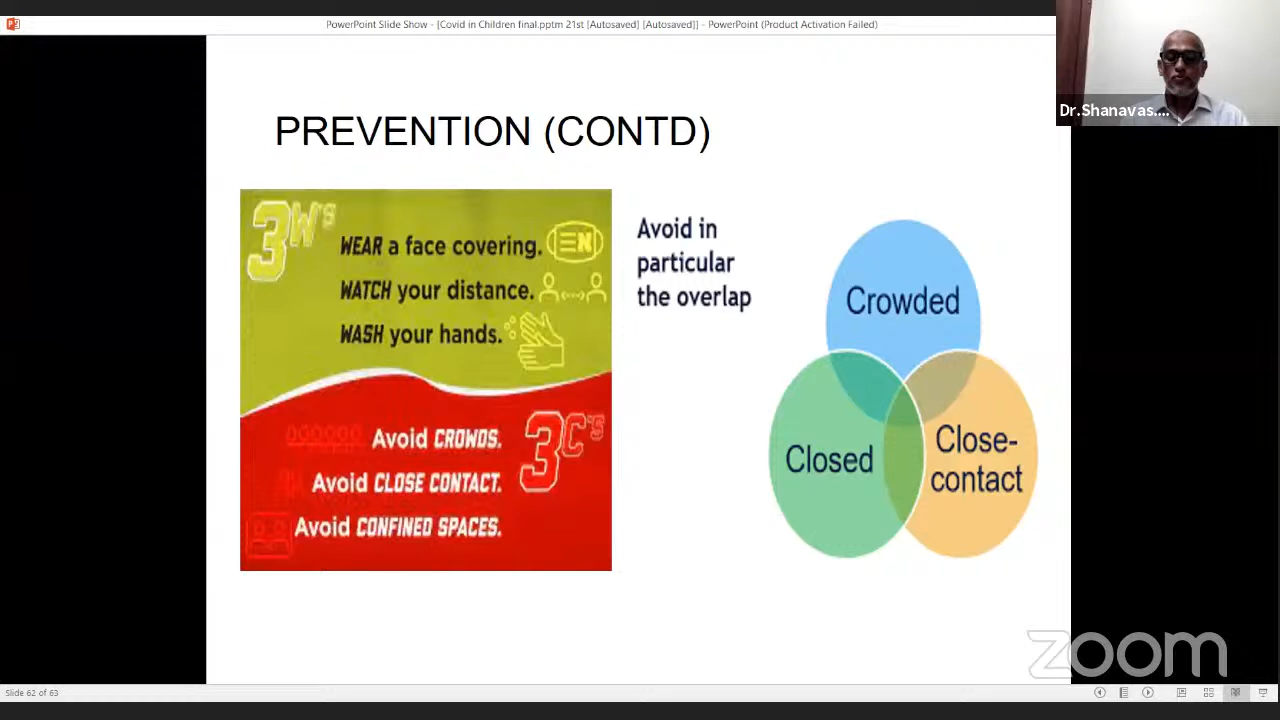 PowerPoint Slide Show - [Covid in Children final.pptm 21st [Autosaved] [Autosaved]] - PowerPoint (Product Activation Failed)
Dr.Shanavas....
PREVENTION (CONTD)
3W's
WEAR a face covering.
WATCH your distance.
WASH your hands.
Avoid CROWDS.
3C's
Avoid CLOSE CONTACT.
Avoid CONFINED SPACES.
Avoid in
particular
the overlap
Crowded
Closed
Close-
contact
zoom
Slide 62 of 63